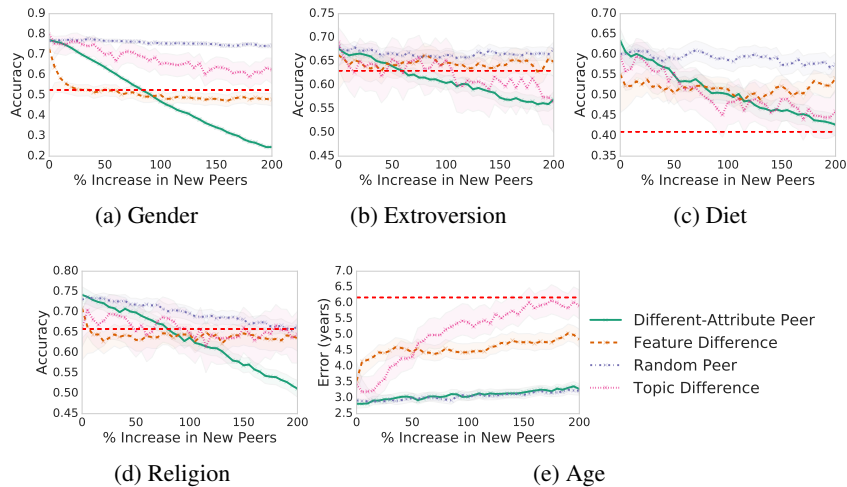 0.9
0.8
0.7
0.6
0.5
0.4
0.3
0.2
Accuracy
0 50 100 150 200
% Increase in New Peers
(a) Gender
0.75
0.70
0.65
0.60
0.55
0.50
0.45
Accuracy
0 50 100 150 200
% Increase in New Peers
(b) Extroversion
0.70
0.65
0.60
0.55
0.50
0.45
0.40
0.35
Accuracy
0 50 100 150 200
% Increase in New Peers
(c) Diet
0.80
0.75
0.70
0.65
0.60
0.55
0.50
0.45
Accuracy
0 50 100 150 200
% Increase in New Peers
(d) Religion
7.0
6.0
5.0
4.5
4.0
3.5
3.0
2.5
Error (years)
0 50 100 150 200
% Increase in New Peers
(e) Age
Different-Attribute Peer
Feature Difference
Random Peer
Topic Difference